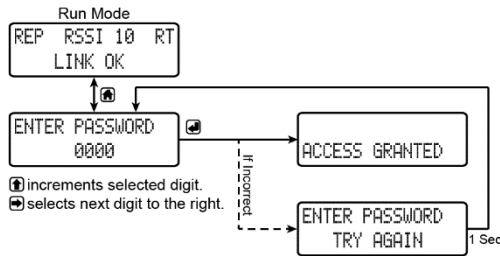 Run Mode
REP RSSI 10 RT
LINK OK
ENTER PASSWORD
0000
ACCESS GRANTED
If Incorrect
increments selected digit.
selects next digit to the right.
ENTER PASSWORD
TRY AGAIN
1 Sec